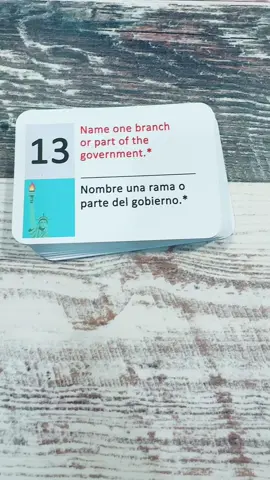 13
Name one branch
or part of the
government.*
Nombre una rama o
parte del gobierno.*